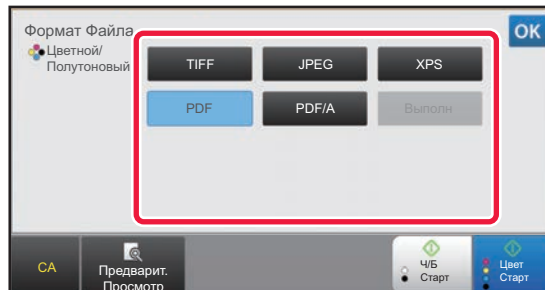 Формат Файла
OK
Цветной/
Полутоновый
TIFF
JPEG
XPS
PDF
PDF/A
Выполн
CA
Предварит.
Просмотр
Ч/Б
Старт
Цвет
Старт